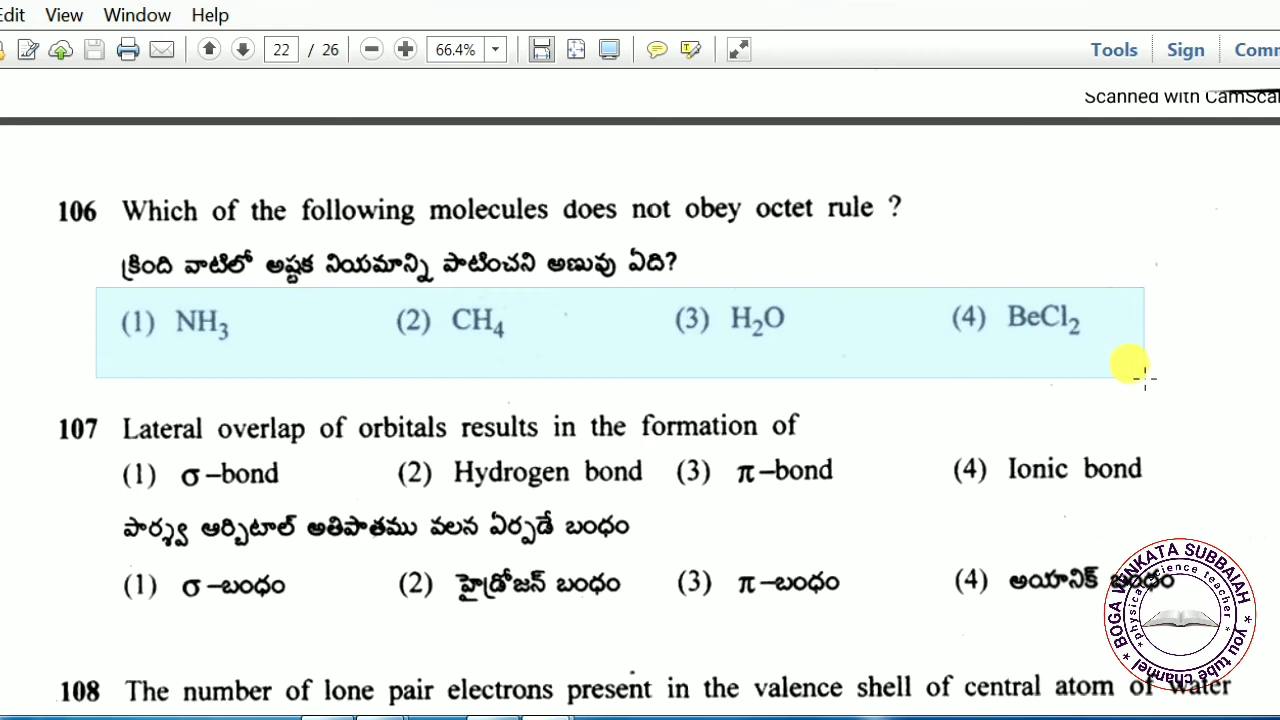 Edit View Window Help
22 / 26 66.4% Tools Sign Comm
Scanned with CamScan
106 Which of the following molecules does not obey octet rule ?
క్రింది వాటిలో అష్టక నియమాన్ని పాటించని అణువు ఏది?
(1) NH3 (2) CH4 (3) H2O (4) BeCl2
107 Lateral overlap of orbitals results in the formation of
(1) σ–bond (2) Hydrogen bond (3) π–bond (4) Ionic bond
పార్శ్వ ఆర్బిటాల్ అతిపాతము వలన ఏర్పడే బంధం
(1) σ–బంధం (2) హైడ్రోజన్ బంధం (3) π–బంధం (4) అయానిక్ బంధం
BOGA VENKATA SUBBAIAH * you tube channel *
* physical science teacher *
108 The number of lone pair electrons present in the valence shell of central atom of water